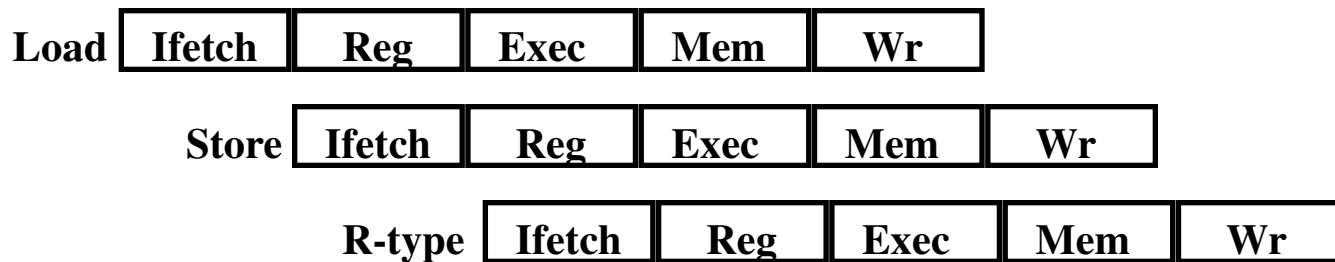 Load Ifetch Reg Exec Mem Wr
Store Ifetch Reg Exec Mem Wr
R-type Ifetch Reg Exec Mem Wr